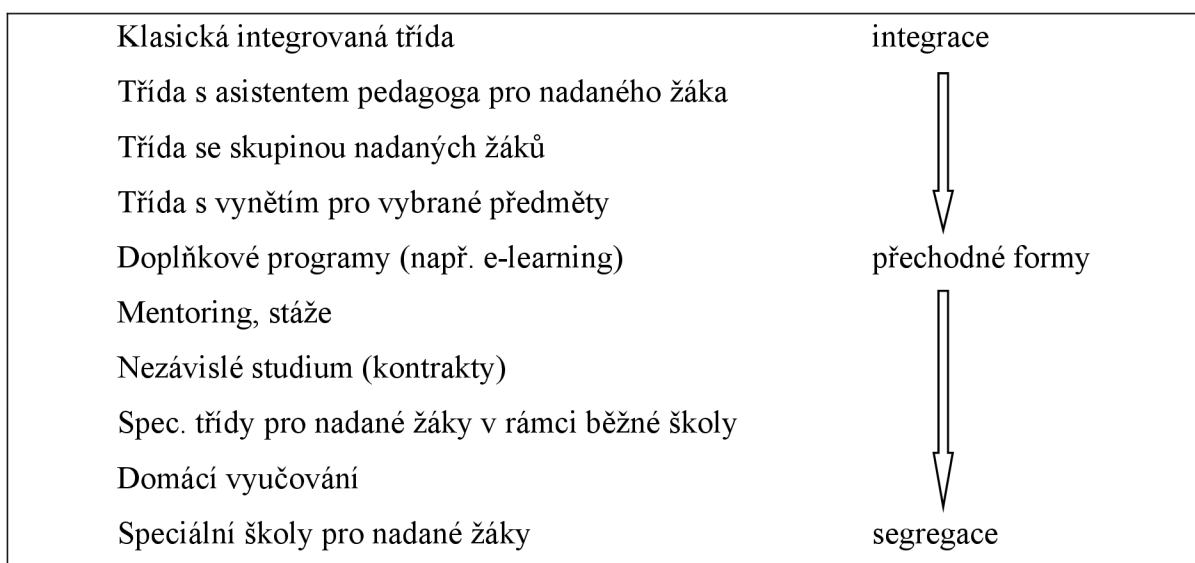 Klasická integrovaná třída integrace
Třída s asistentem pedagoga pro nadaného žáka
Třída se skupinou nadaných žáků
Třída s vynětím pro vybrané předměty
Doplňkové programy (např. e-learning) přechodné formy
Mentoring, stáže
Nezávislé studium (kontrakty)
Spec. třídy pro nadané žáky v rámci běžné školy
Domácí vyučování
Speciální školy pro nadané žáky segregace